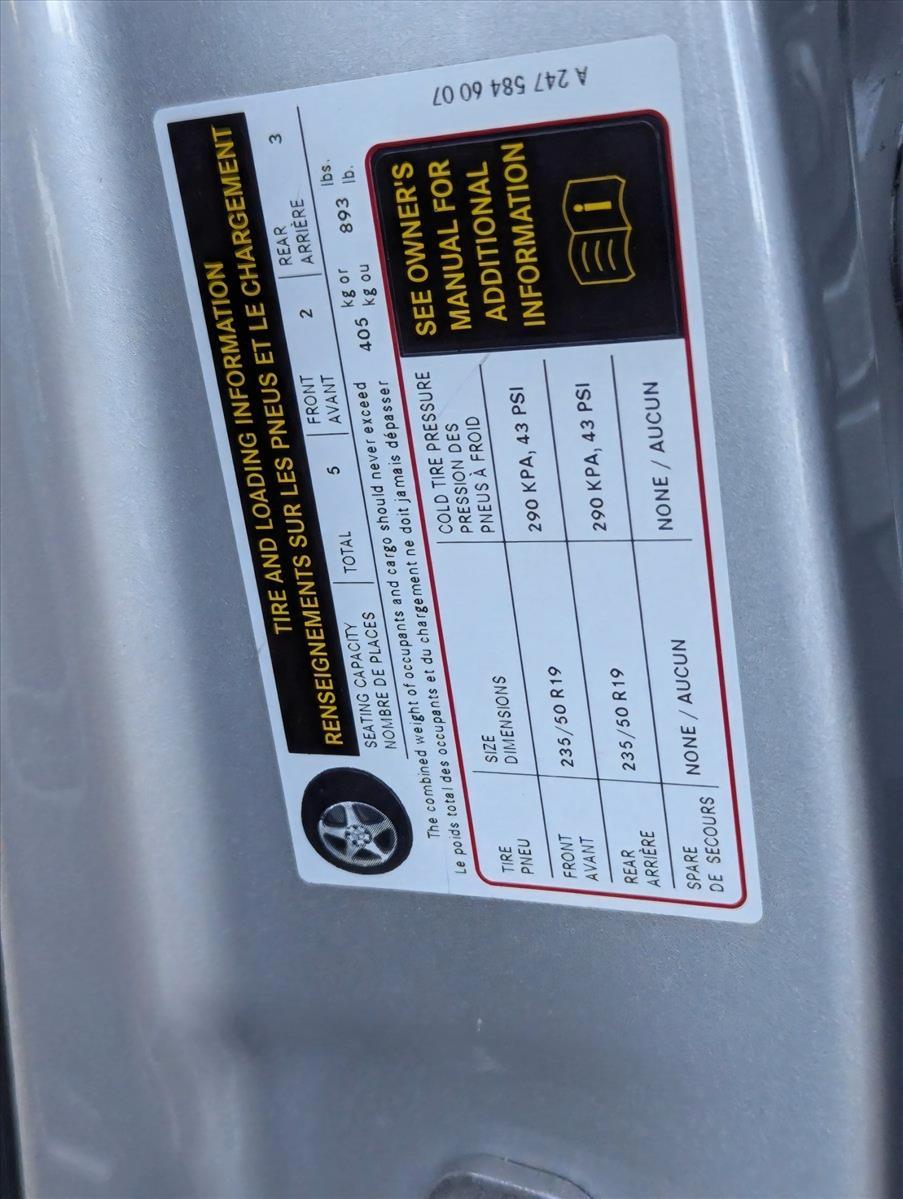 TIRE AND LOADING INFORMATION
RENSEIGNEMENTS SUR LES PNEUS ET LE CHARGEMENT
SEATING CAPACITY
NOMBRE DE PLACES
TOTAL 5
FRONT
AVANT
2
REAR
ARRIÈRE
3
The combined weight of occupants and cargo should never exceed 405 kg or 893 lbs.
Le poids total des occupants et du chargement ne doit jamais dépasser kg ou lb.
TIRE
PNEU
SIZE
DIMENSIONS
COLD TIRE PRESSURE
PRESSION DES
PNEUS À FROID
FRONT
AVANT
235/50 R19
290 KPA, 43 PSI
REAR
ARRIÈRE
235/50 R19
290 KPA, 43 PSI
SPARE
DE SECOURS
NONE / AUCUN
NONE / AUCUN
SEE OWNER'S
MANUAL FOR
ADDITIONAL
INFORMATION
i
A 247 584 60 07